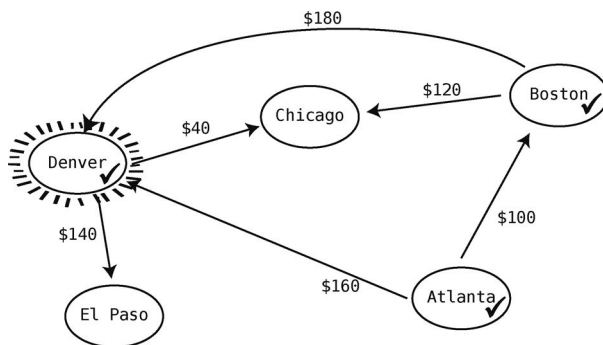 $180
$120
Boston
Chicago
$40
Denver
$100
$140
$160
Atlanta
El Paso